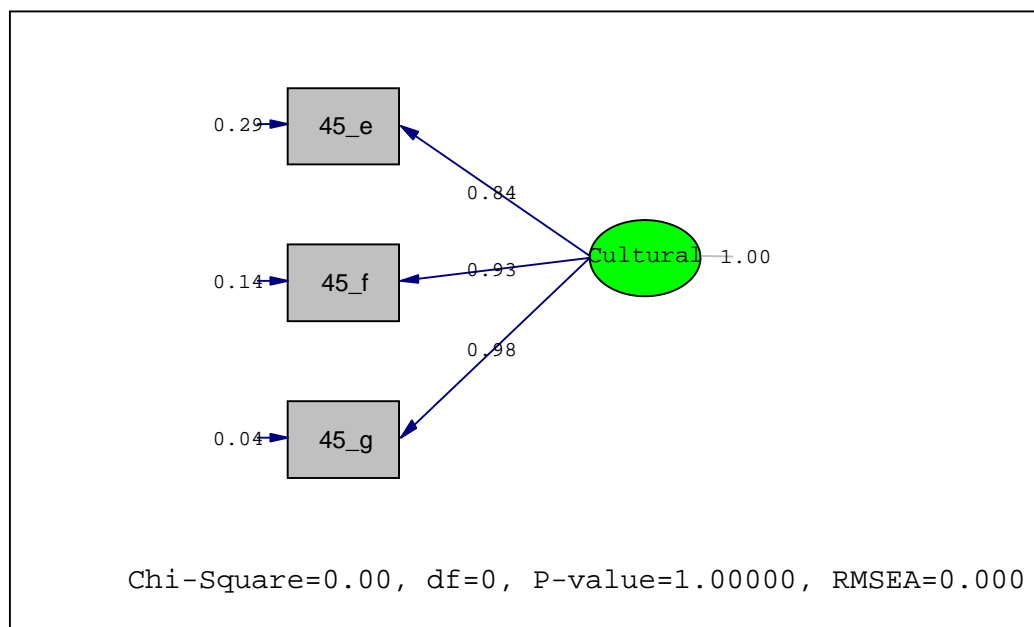 0.29 45_e
0.84
Cultural 1.00
0.93
0.14 45_f
0.98
0.04 45_g
Chi-Square=0.00, df=0, P-value=1.00000, RMSEA=0.000